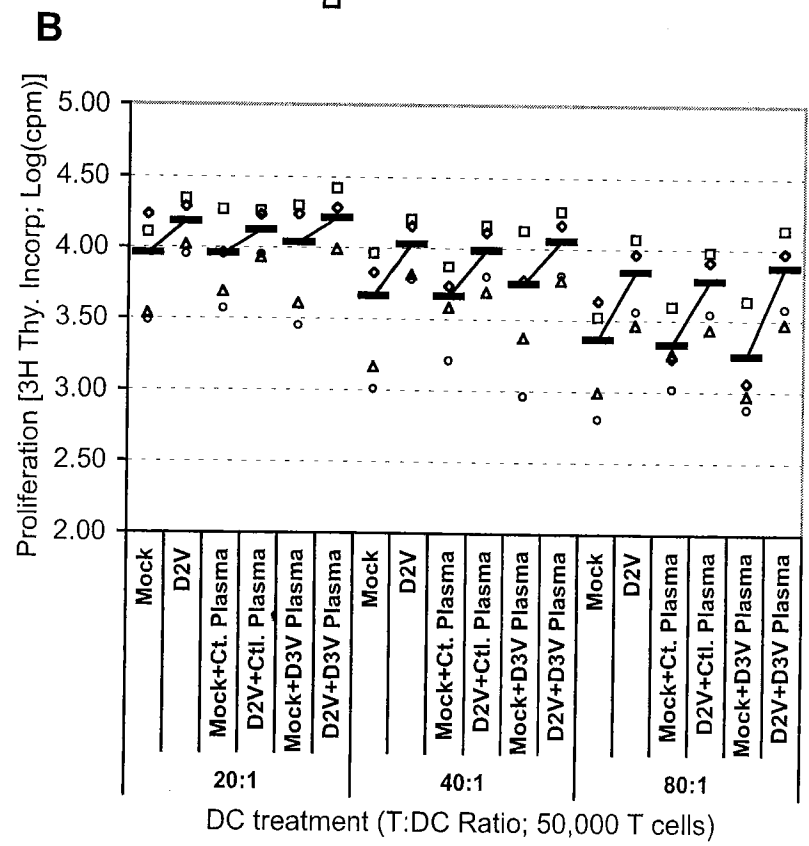 B
Proliferation [3H Thy. Incorp; Log(cpm)]
5.00
4.50
4.00
3.50
3.00
2.50
2.00
Mock
D2V
Mock+Ct. Plasma
D2V+Ctl. Plasma
Mock+D3V Plasma
D2V+D3V Plasma
Mock
D2V
Mock+Ct. Plasma
D2V+Ctl. Plasma
Mock+D3V Plasma
D2V+D3V Plasma
Mock
D2V
Mock+Ct. Plasma
D2V+Ctl. Plasma
Mock+D3V Plasma
D2V+D3V Plasma
20:1
40:1
80:1
DC treatment (T:DC Ratio; 50,000 T cells)